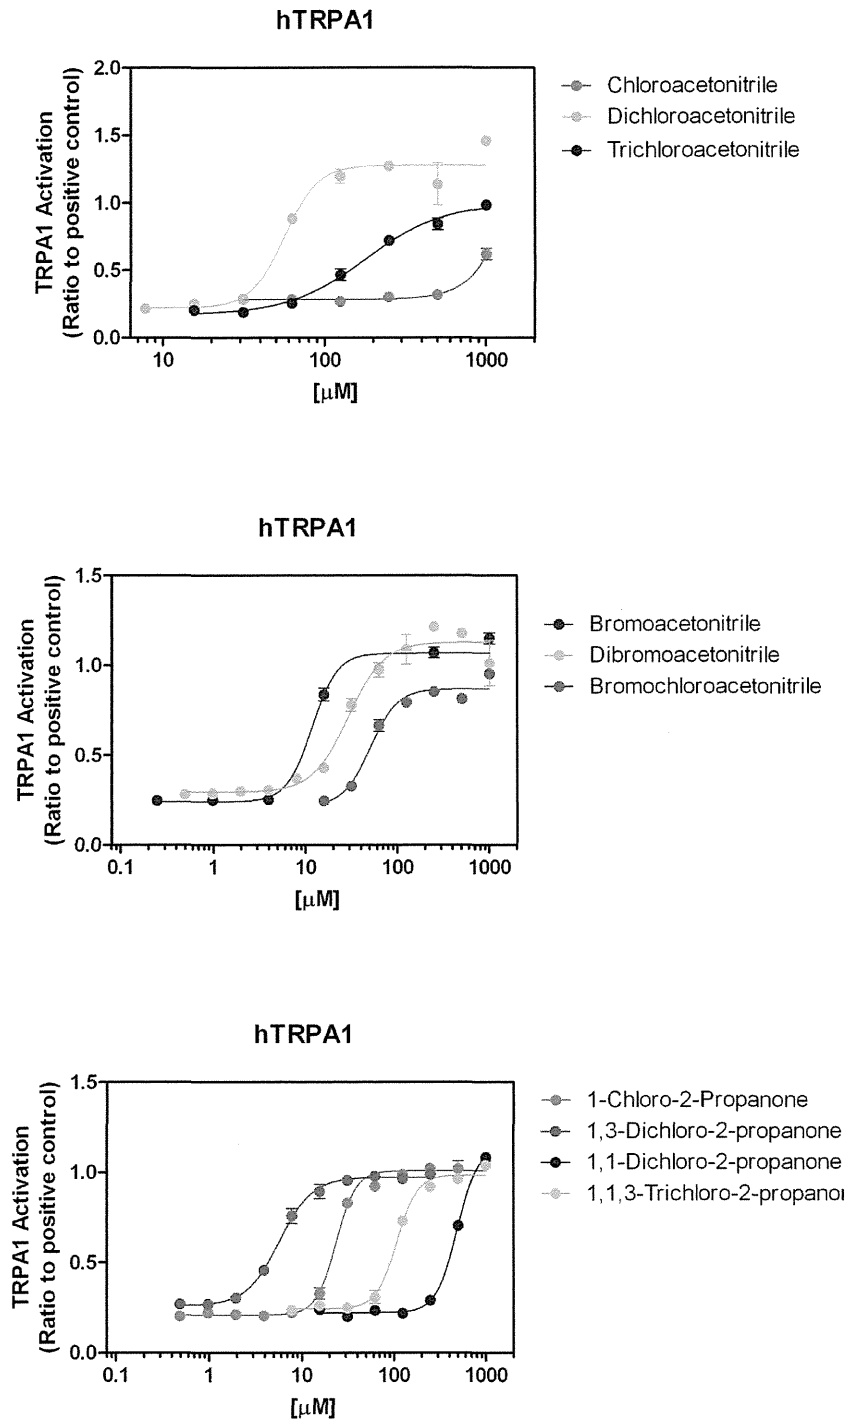 hTRPA1
2.0
1.5
1.0
0.5
0.0
10
100
1000
[μM]
TRPA1 Activation
(Ratio to positive control)
Chloroacetonitrile
Dichloroacetonitrile
Trichloroacetonitrile
hTRPA1
1.5
1.0
0.5
0.0
0.1
1
10
100
1000
[μM]
TRPA1 Activation
(Ratio to positive control)
Bromoacetonitrile
Dibromoacetonitrile
Bromochloroacetonitrile
hTRPA1
1.5
1.0
0.5
0.0
0.1
1
10
100
1000
[μM]
TRPA1 Activation
(Ratio to positive control)
1-Chloro-2-Propanone
1,3-Dichloro-2-propanone
1,1-Dichloro-2-propanone
1,1,3-Trichloro-2-propano